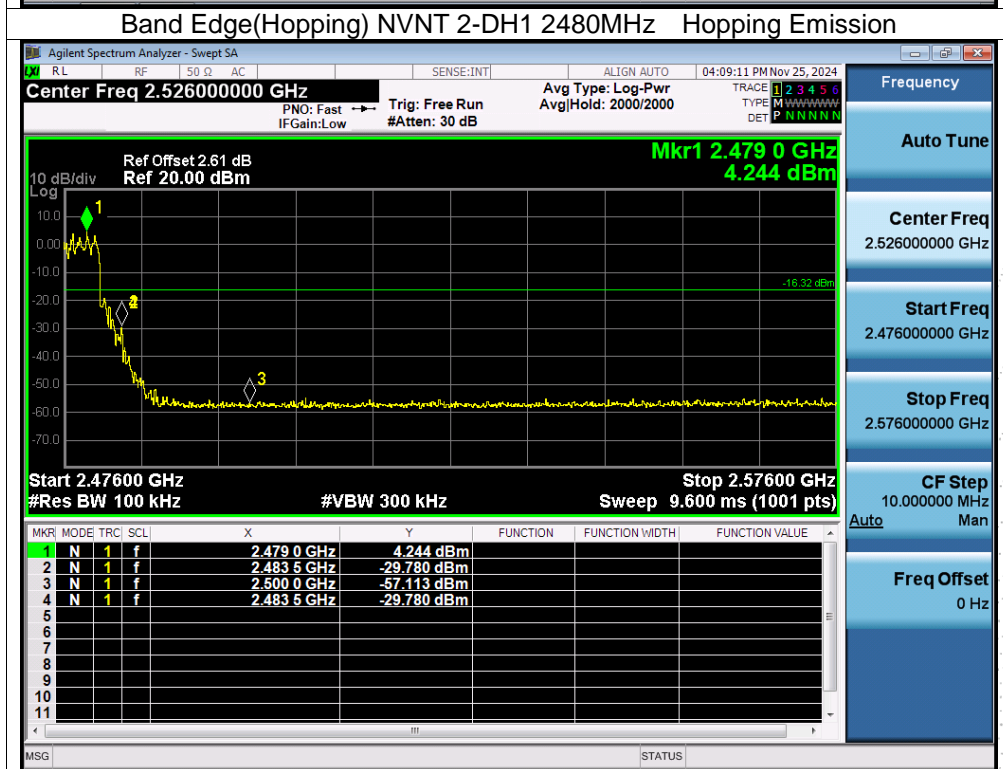 Band Edge(Hopping) NVNT 2-DH1 2480MHz Hopping Emission
Agilent Spectrum Analyzer - Swept SA
LXI RL RF 50 Ω AC SENSE:INT ALIGN AUTO 04:09:11 PM Nov 25, 2024
Center Freq 2.526000000 GHz
PNO: Fast
IFGain:Low
Trig: Free Run
#Atten: 30 dB
Avg Type: Log-Pwr
Avg|Hold: 2000/2000
TRACE 1 2 3 4 5 6
TYPE M WWWWW
DET P N N N N N
Frequency
Auto Tune
Center Freq
2.526000000 GHz
Start Freq
2.476000000 GHz
Stop Freq
2.576000000 GHz
CF Step
10.000000 MHz
Auto Man
Freq Offset
0 Hz
Mkr1 2.479 0 GHz
4.244 dBm
Ref Offset 2.61 dB
10 dB/div Ref 20.00 dBm
Log
10.0
0.00
-10.0
-20.0
-30.0
-40.0
-50.0
-60.0
-70.0
1
3
-16.32 dBm
Start 2.47600 GHz Stop 2.57600 GHz
#Res BW 100 kHz #VBW 300 kHz Sweep 9.600 ms (1001 pts)
MKR MODE TRC SCL X Y FUNCTION FUNCTION WIDTH FUNCTION VALUE
1 N 1 f 2.479 0 GHz 4.244 dBm
2 N 1 f 2.483 5 GHz -29.780 dBm
3 N 1 f 2.500 0 GHz -57.113 dBm
4 N 1 f 2.483 5 GHz -29.780 dBm
5
6
7
8
9
10
11
MSG STATUS